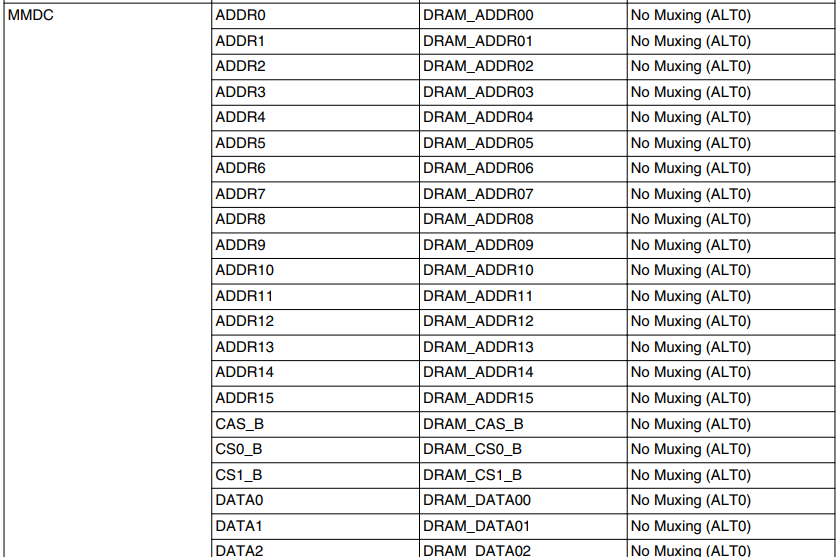 MMDC ADDR0 DRAM_ADDR00 No Muxing (ALT0)
ADDR1 DRAM_ADDR01 No Muxing (ALT0)
ADDR2 DRAM_ADDR02 No Muxing (ALT0)
ADDR3 DRAM_ADDR03 No Muxing (ALT0)
ADDR4 DRAM_ADDR04 No Muxing (ALT0)
ADDR5 DRAM_ADDR05 No Muxing (ALT0)
ADDR6 DRAM_ADDR06 No Muxing (ALT0)
ADDR7 DRAM_ADDR07 No Muxing (ALT0)
ADDR8 DRAM_ADDR08 No Muxing (ALT0)
ADDR9 DRAM_ADDR09 No Muxing (ALT0)
ADDR10 DRAM_ADDR10 No Muxing (ALT0)
ADDR11 DRAM_ADDR11 No Muxing (ALT0)
ADDR12 DRAM_ADDR12 No Muxing (ALT0)
ADDR13 DRAM_ADDR13 No Muxing (ALT0)
ADDR14 DRAM_ADDR14 No Muxing (ALT0)
ADDR15 DRAM_ADDR15 No Muxing (ALT0)
CAS_B DRAM_CAS_B No Muxing (ALT0)
CS0_B DRAM_CS0_B No Muxing (ALT0)
CS1_B DRAM_CS1_B No Muxing (ALT0)
DATA0 DRAM_DATA00 No Muxing (ALT0)
DATA1 DRAM_DATA01 No Muxing (ALT0)
DATA2 DRAM_DATA02 No Muxing (ALT0)